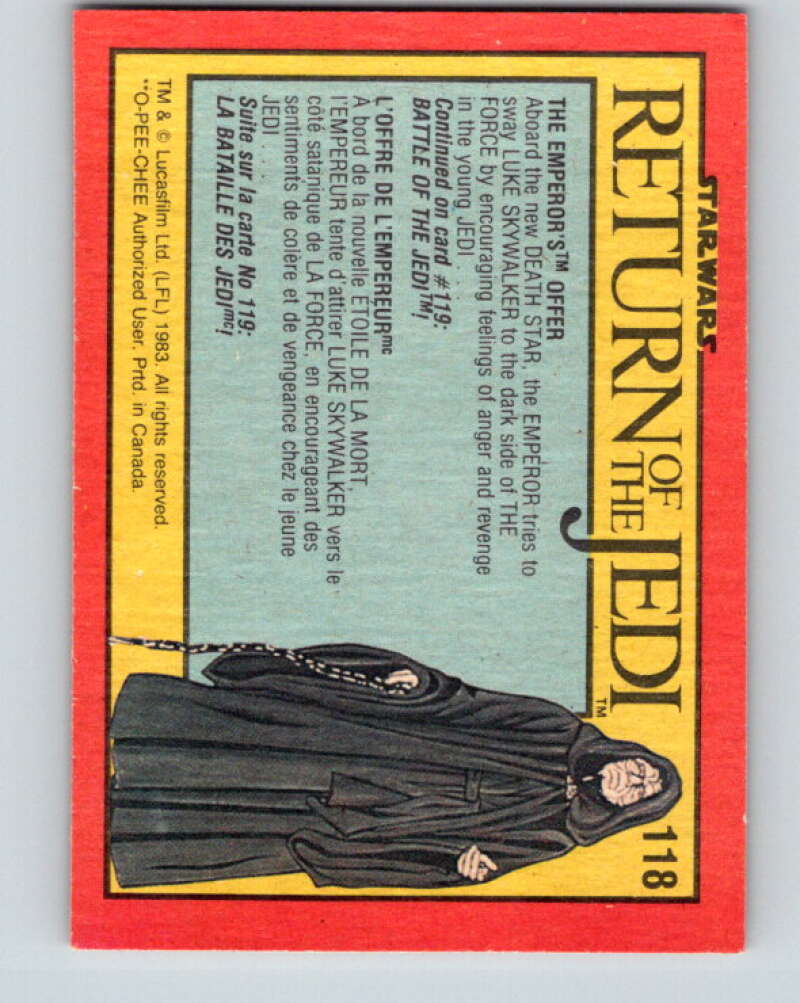 STAR WARS
RETURN
OF
THE
JEDI™
118
THE EMPEROR'S™ OFFER
Aboard the new DEATH STAR, the EMPEROR tries to
sway LUKE SKYWALKER to the dark side of THE
FORCE by encouraging feelings of anger and revenge
in the young JEDI . . .
Continued on card #119:
BATTLE OF THE JEDI™!
L'OFFRE DE L'EMPEREURmc
A bord de la nouvelle ETOILE DE LA MORT,
l'EMPEREUR tente d'attirer LUKE SKYWALKER vers le
côté satanique de LA FORCE, en encourageant des
sentiments de colère et de vengeance chez le jeune
JEDI . . .
Suite sur la carte No 119:
LA BATAILLE DES JEDImc!
TM & © Lucasfilm Ltd. (LFL) 1983. All rights reserved.
**O-PEE-CHEE Authorized User. Prtd. in Canada.